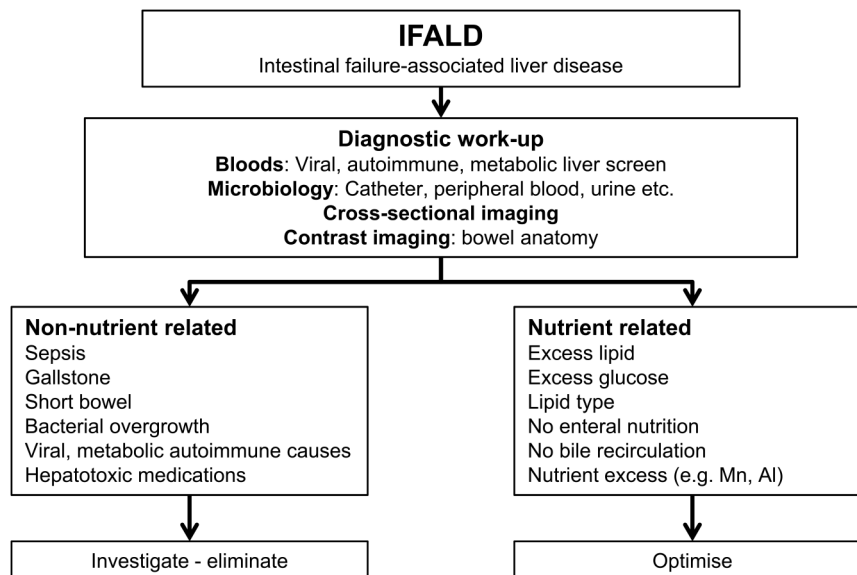 IFALD
Intestinal failure-associated liver disease
Diagnostic work-up
Bloods: Viral, autoimmune, metabolic liver screen
Microbiology: Catheter, peripheral blood, urine etc.
Cross-sectional imaging
Contrast imaging: bowel anatomy
Non-nutrient related
Sepsis
Gallstone
Short bowel
Bacterial overgrowth
Viral, metabolic autoimmune causes
Hepatotoxic medications
Investigate - eliminate
Nutrient related
Excess lipid
Excess glucose
Lipid type
No enteral nutrition
No bile recirculation
Nutrient excess (e.g. Mn, Al)
Optimise